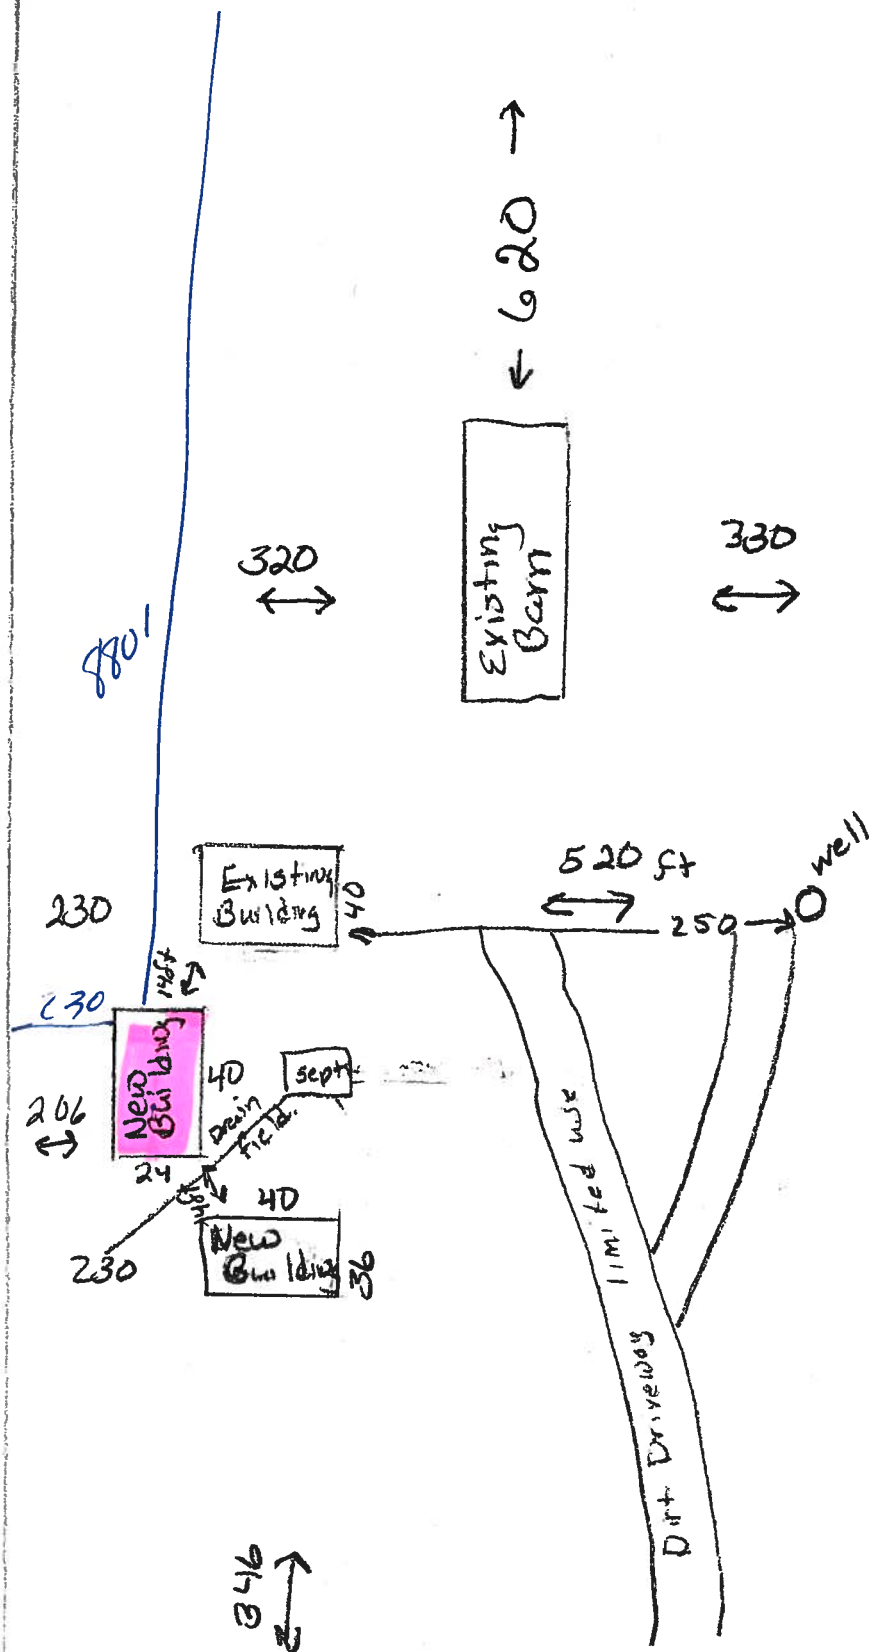 620
320
330
Existing
Barn
880'
well
520 ft
Existing
Building
40
230
250
14ft
New
Building
40
Sept
206
Drain
Field.
24
40
230
New
Building
36
limited use
Dirt Driveway
346